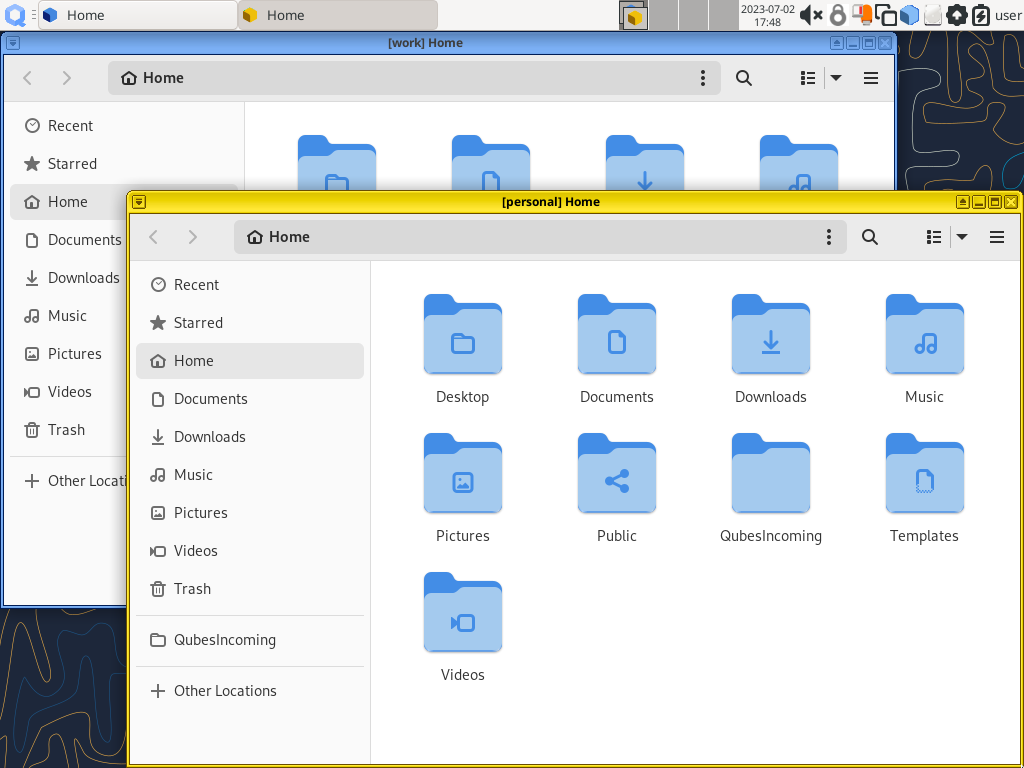 Home
Home
2023-07-02
17:48
user
[work] Home
Home
Recent
Starred
Home
Documents
Downloads
Music
Pictures
Videos
Trash
[personal] Home
Home
Recent
Starred
Home
Documents
Downloads
Music
Pictures
Videos
Trash
QubesIncoming
Other Locations
Desktop
Documents
Downloads
Music
Pictures
Public
QubesIncoming
Templates
Videos